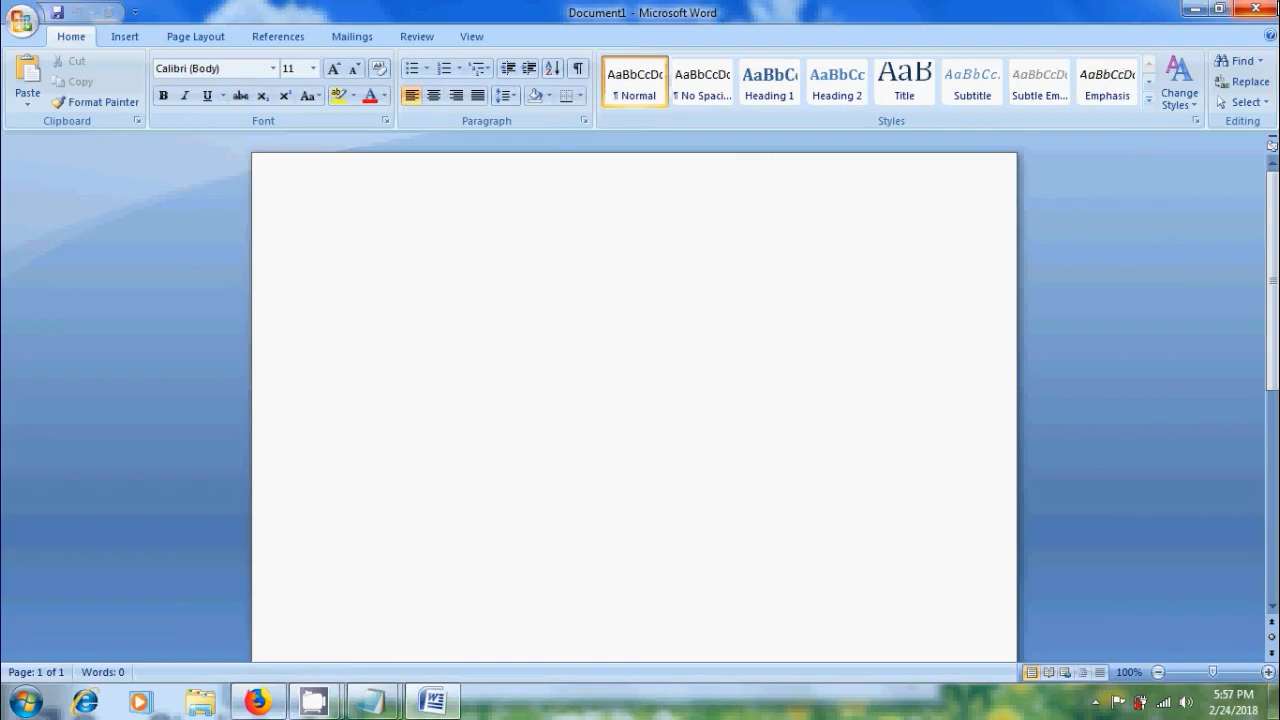 Document1 - Microsoft Word
Home Insert Page Layout References Mailings Review View
Paste
Cut
Copy
Format Painter
Clipboard
Calibri (Body) 11
Font
Paragraph
AaBbCcDc AaBbCcDc AaBbC AaBbCc AaB AaBbCc. AaBbCcDc AaBbCcDc
¶ Normal ¶ No Spaci... Heading 1 Heading 2 Title Subtitle Subtle Em... Emphasis
Change
Styles
Styles
Find
Replace
Select
Editing
Page: 1 of 1 Words: 0 100%
5:57 PM
2/24/2018